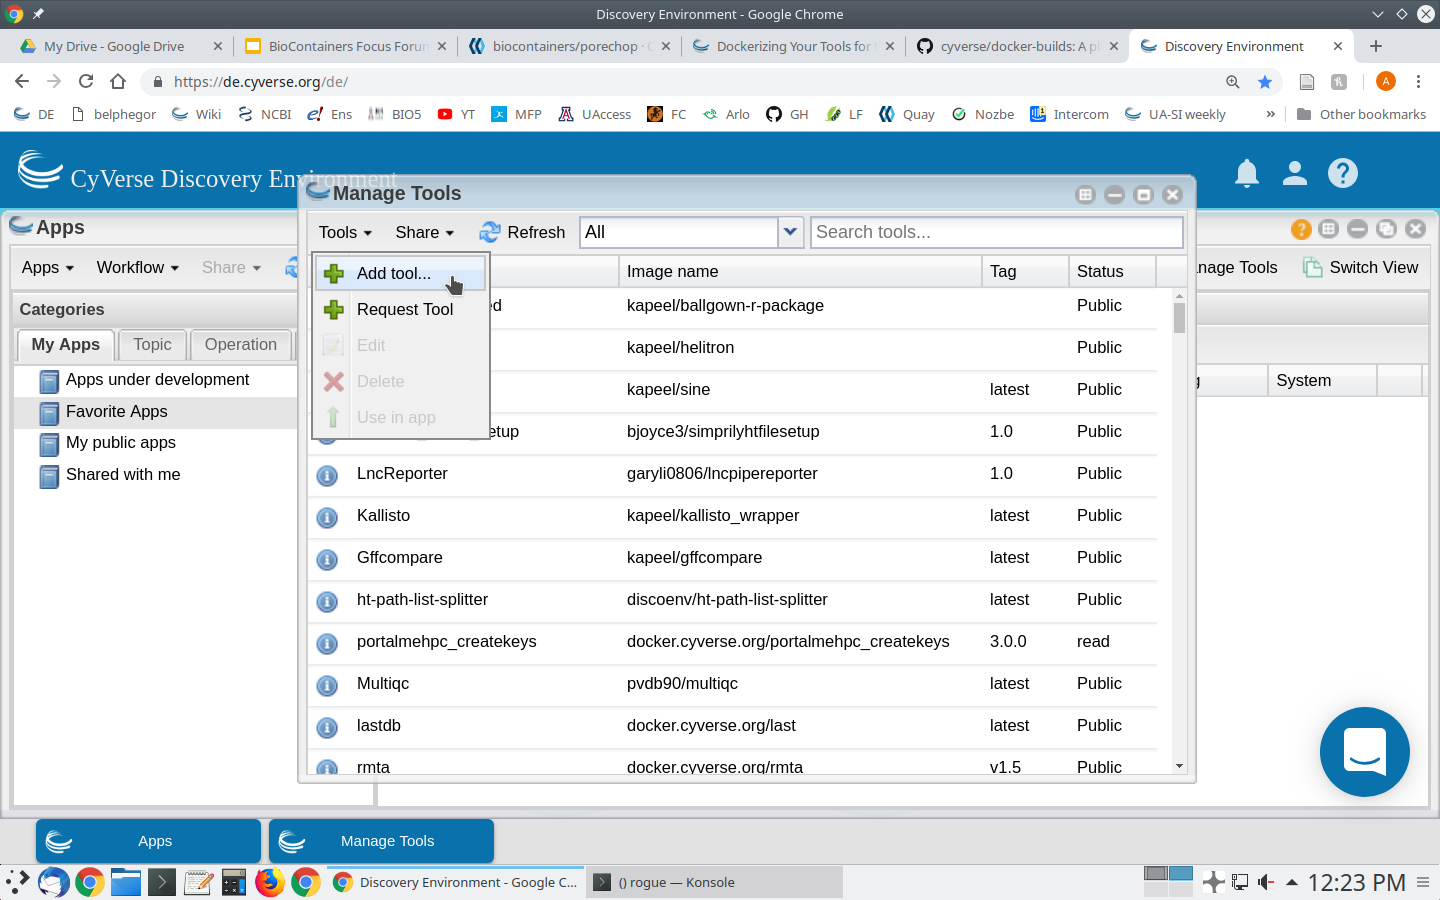 Discovery Environment - Google Chrome
My Drive - Google Drive
BioContainers Focus Forum
biocontainers/porechop ·
Dockerizing Your Tools for
cyverse/docker-builds: A pl
Discovery Environment
https://de.cyverse.org/de/
A
DE
belphegor
Wiki
NCBI
Ens
BIO5
YT
MFP
UAccess
FC
Arlo
GH
LF
Quay
Nozbe
Intercom
UA-SI weekly
»
Other bookmarks
CyVerse Discovery Environment
Manage Tools
Apps
Tools
Share
Refresh
All
Search tools...
Apps
Workflow
Share
nage Tools
Switch View
Add tool...
Request Tool
Edit
Delete
Use in app
Image name
Tag
Status
ed
kapeel/ballgown-r-package
Public
kapeel/helitron
Public
kapeel/sine
latest
Public
etup
bjoyce3/simprilyhtfilesetup
1.0
Public
LncReporter
garyli0806/lncpipereporter
1.0
Public
Kallisto
kapeel/kallisto_wrapper
latest
Public
Gffcompare
kapeel/gffcompare
latest
Public
ht-path-list-splitter
discoenv/ht-path-list-splitter
latest
Public
portalmehpc_createkeys
docker.cyverse.org/portalmehpc_createkeys
3.0.0
read
Multiqc
pvdb90/multiqc
latest
Public
lastdb
docker.cyverse.org/last
latest
Public
rmta
docker.cyverse.org/rmta
v1.5
Public
Categories
My Apps
Topic
Operation
Apps under development
Favorite Apps
My public apps
Shared with me
g
System
Apps
Manage Tools
Discovery Environment - Google C...
() rogue — Konsole
12:23 PM